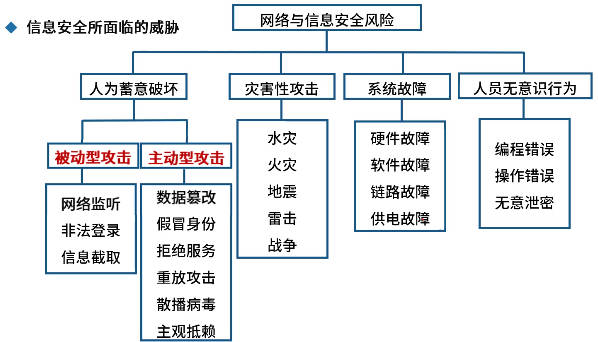 信息安全所面临的威胁
网络与信息安全风险
人为蓄意破坏
灾害性攻击
系统故障
人员无意识行为
被动型攻击
主动型攻击
网络监听
非法登录
信息截取
数据篡改
假冒身份
拒绝服务
重放攻击
散播病毒
主观抵赖
水灾
火灾
地震
雷击
战争
硬件故障
软件故障
链路故障
供电故障
编程错误
操作错误
无意泄密